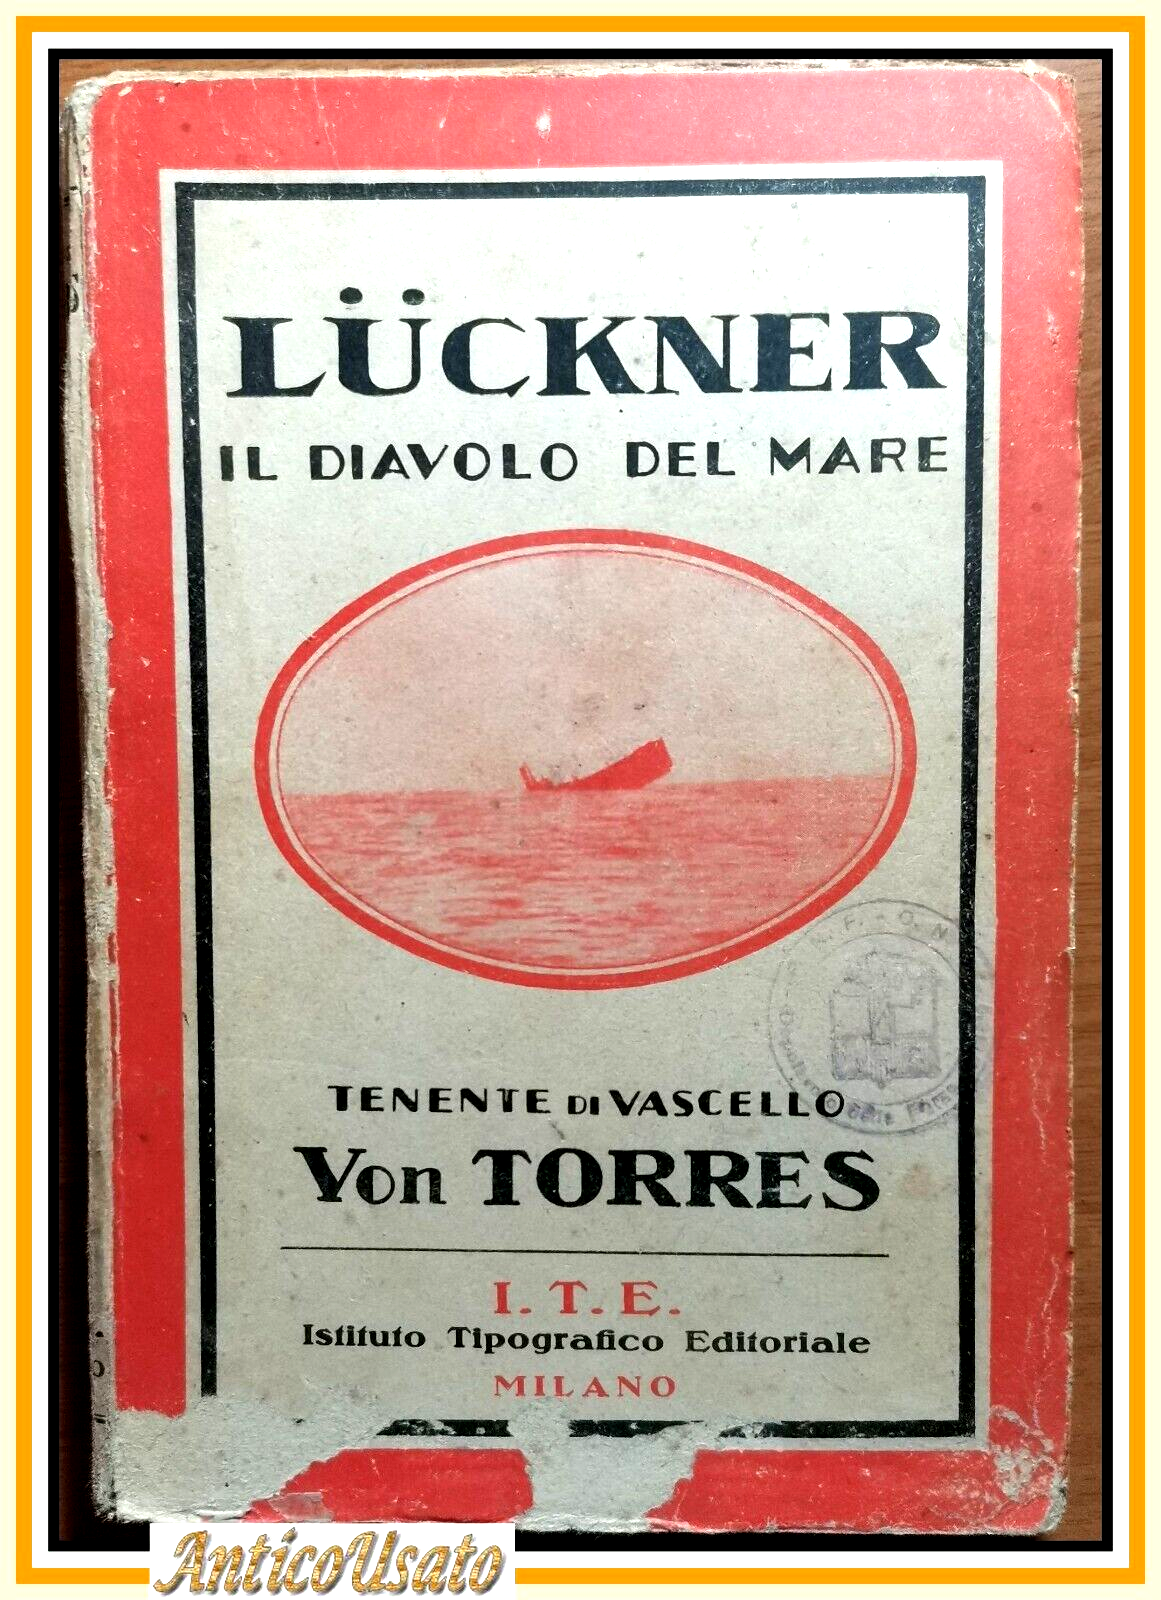 LÜCKNER
IL DIAVOLO DEL MARE
F. - O. N
TENENTE DI VASCELLO
Von TORRES
I. T. E.
Istituto Tipografico Editoriale
MILANO
AnticoUsato